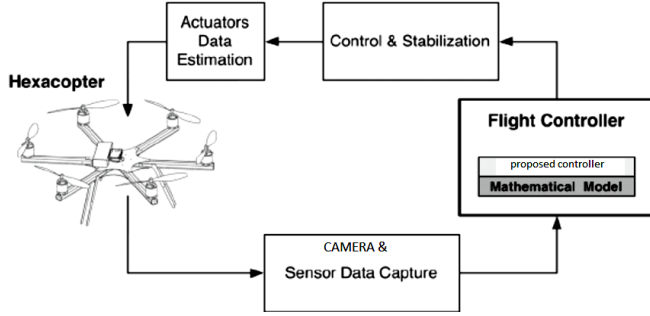 Actuators
Data
Estimation
Control & Stabilization
Hexacopter
Flight Controller
proposed controller
Mathematical Model
CAMERA &
Sensor Data Capture